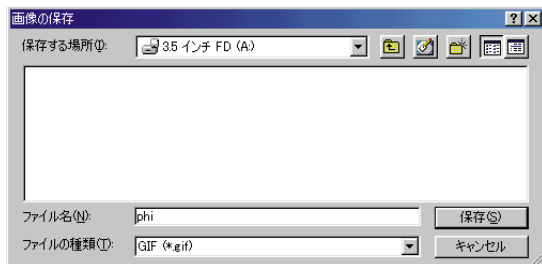 画像の保存
保存する場所(I): 3.5 インチ FD (A:)
ファイル名(N): phi 保存(S)
ファイルの種類(T): GIF (*.gif) キャンセル